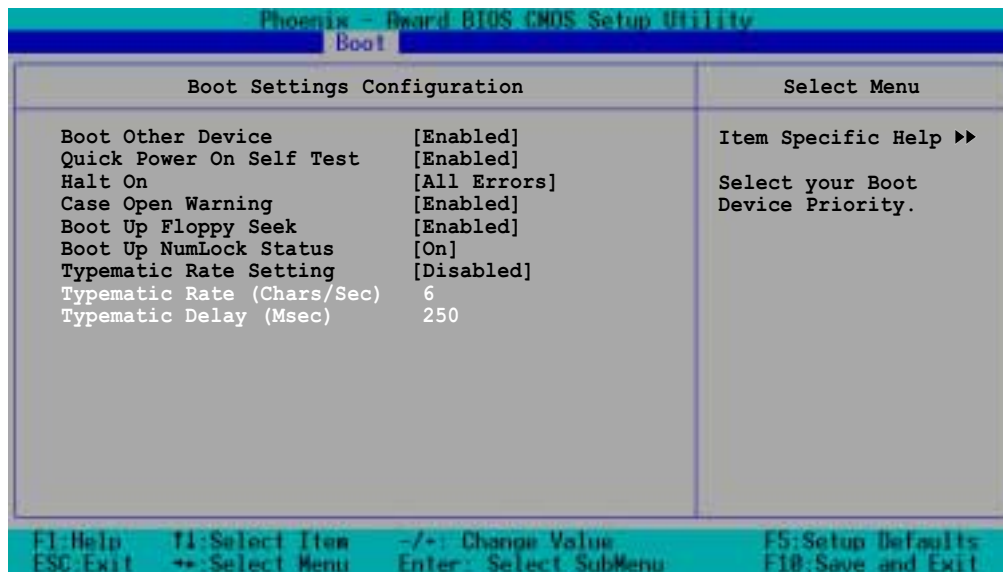 Phoenix - Award BIOS CMOS Setup Utility
Boot
Boot Settings Configuration
Select Menu
Boot Other Device [Enabled]
Quick Power On Self Test [Enabled]
Halt On [All Errors]
Case Open Warning [Enabled]
Boot Up Floppy Seek [Enabled]
Boot Up NumLock Status [On]
Typematic Rate Setting [Disabled]
Typematic Rate (Chars/Sec) 6
Typematic Delay (Msec) 250
Item Specific Help ▶▶
Select your Boot
Device Priority.
F1:Help ↑↓:Select Item -/+: Change Value F5:Setup Defaults
ESC:Exit ←→:Select Menu Enter: Select SubMenu F10:Save and Exit